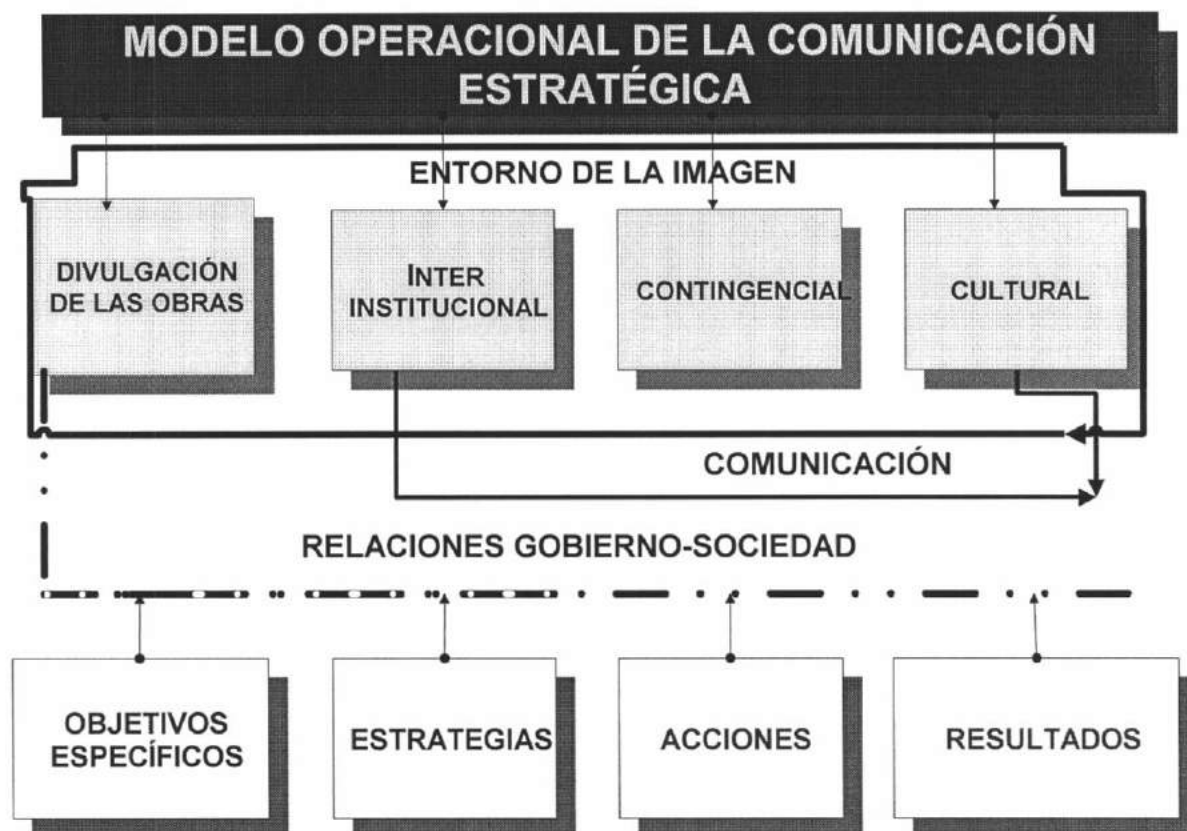 MODELO OPERACIONAL DE LA COMUNICACIÓN
ESTRATÉGICA
ENTORNO DE LA IMAGEN
DIVULGACIÓN
DE LAS OBRAS
INTER
INSTITUCIONAL
CONTINGENCIAL
CULTURAL
COMUNICACIÓN
RELACIONES GOBIERNO-SOCIEDAD
OBJETIVOS
ESPECÍFICOS
ESTRATEGIAS
ACCIONES
RESULTADOS